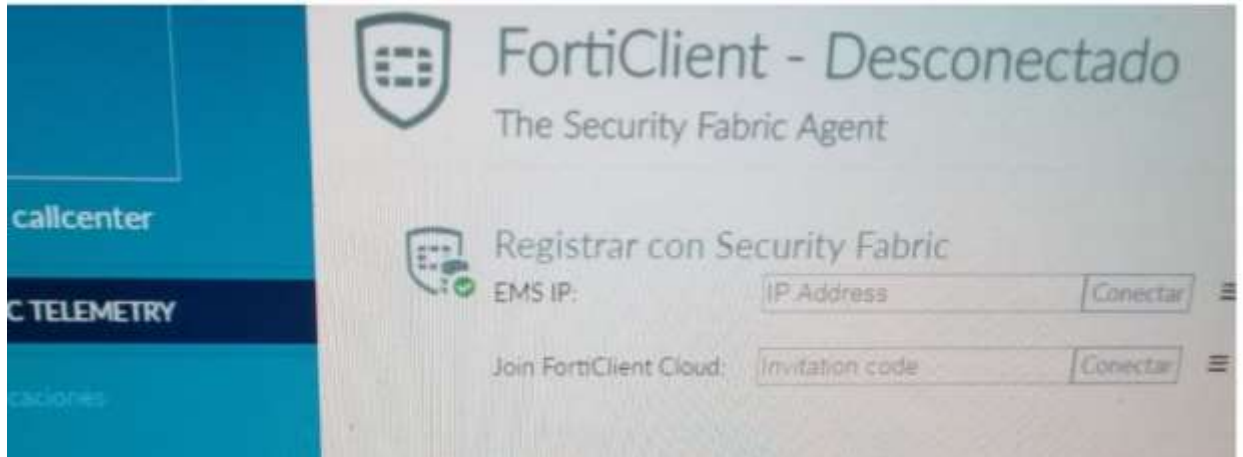 FortiClient - Desconectado
The Security Fabric Agent
callcenter
Registrar con Security Fabric
EMS IP: IP Address Conectar
C TELEMETRY
Join FortiClient Cloud: Invitation code Conectar
caciones